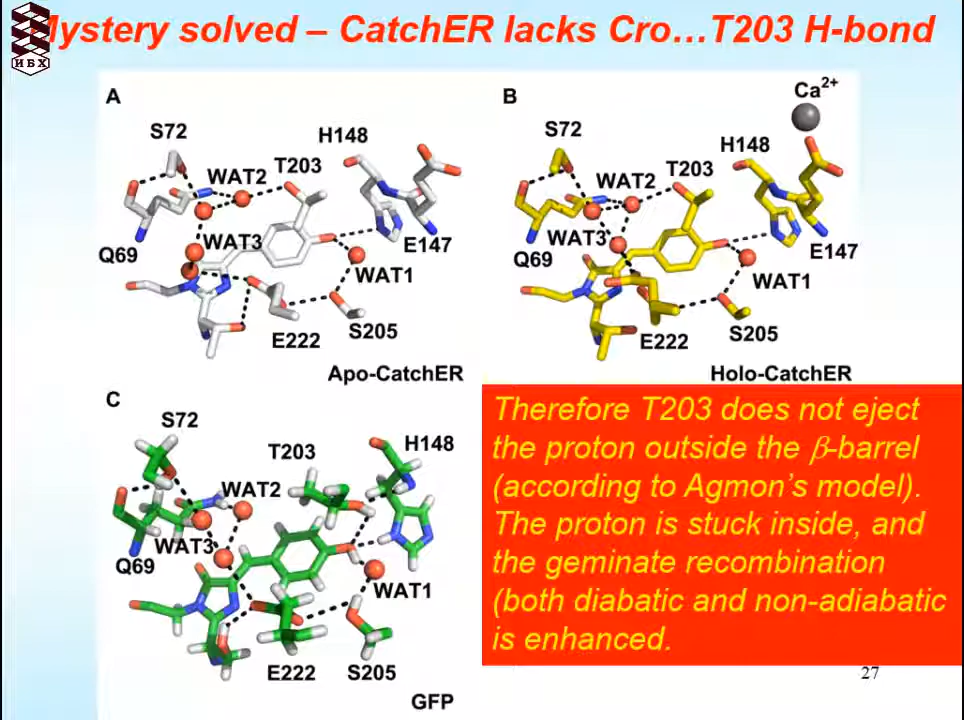 Mystery solved – CatchER lacks Cro…T203 H-bond
ИБХ
A
S72
H148
WAT2
T203
Q69
WAT3
E147
WAT1
E222
S205
Apo-CatchER
B
Ca2+
S72
H148
WAT2
T203
WAT3
Q69
E147
WAT1
E222
S205
Holo-CatchER
C
S72
T203
H148
WAT2
WAT3
Q69
WAT1
E222
S205
GFP
Therefore T203 does not eject
the proton outside the β-barrel
(according to Agmon's model).
The proton is stuck inside, and
the geminate recombination
(both diabatic and non-adiabatic
is enhanced.
27